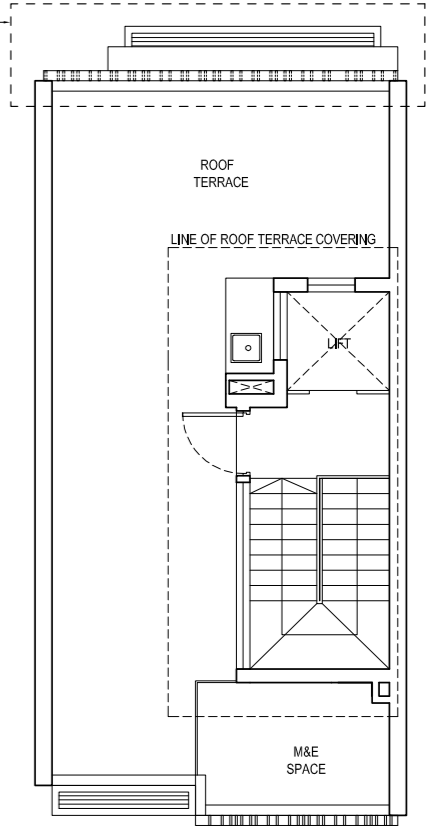 ROOF
TERRACE
LINE OF ROOF TERRACE COVERING
LIFT
M&E
SPACE